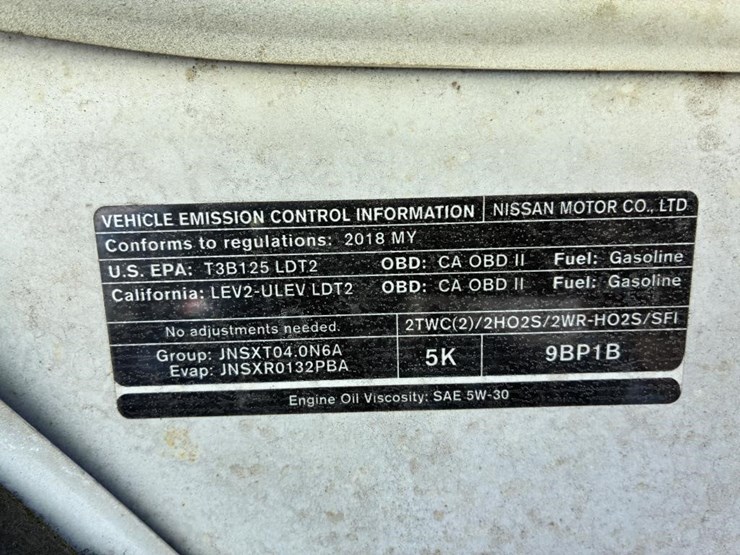 VEHICLE EMISSION CONTROL INFORMATION NISSAN MOTOR CO., LTD
Conforms to regulations: 2018 MY
U.S. EPA: T3B125 LDT2 OBD: CA OBD II Fuel: Gasoline
California: LEV2-ULEV LDT2 OBD: CA OBD II Fuel: Gasoline
No adjustments needed. 2TWC(2)/2HO2S/2WR-HO2S/SFI
Group: JNSXT04.0N6A
Evap: JNSXR0132PBA
5K 9BP1B
Engine Oil Viscosity: SAE 5W-30